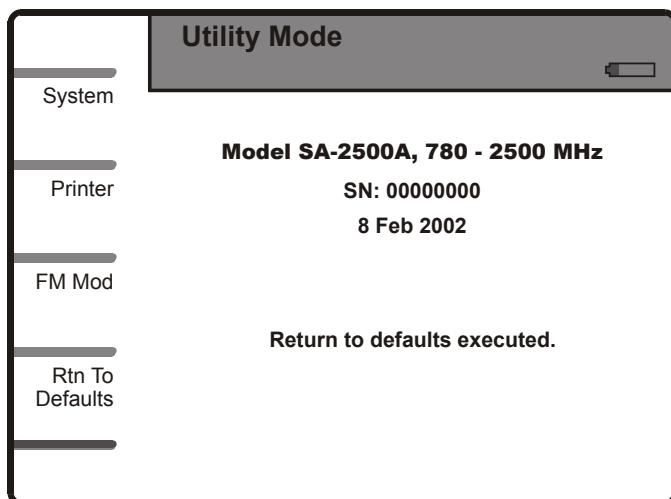 Utility Mode
System
Printer
FM Mod
Rtn To
Defaults
Model SA-2500A, 780 - 2500 MHz
SN: 00000000
8 Feb 2002
Return to defaults executed.